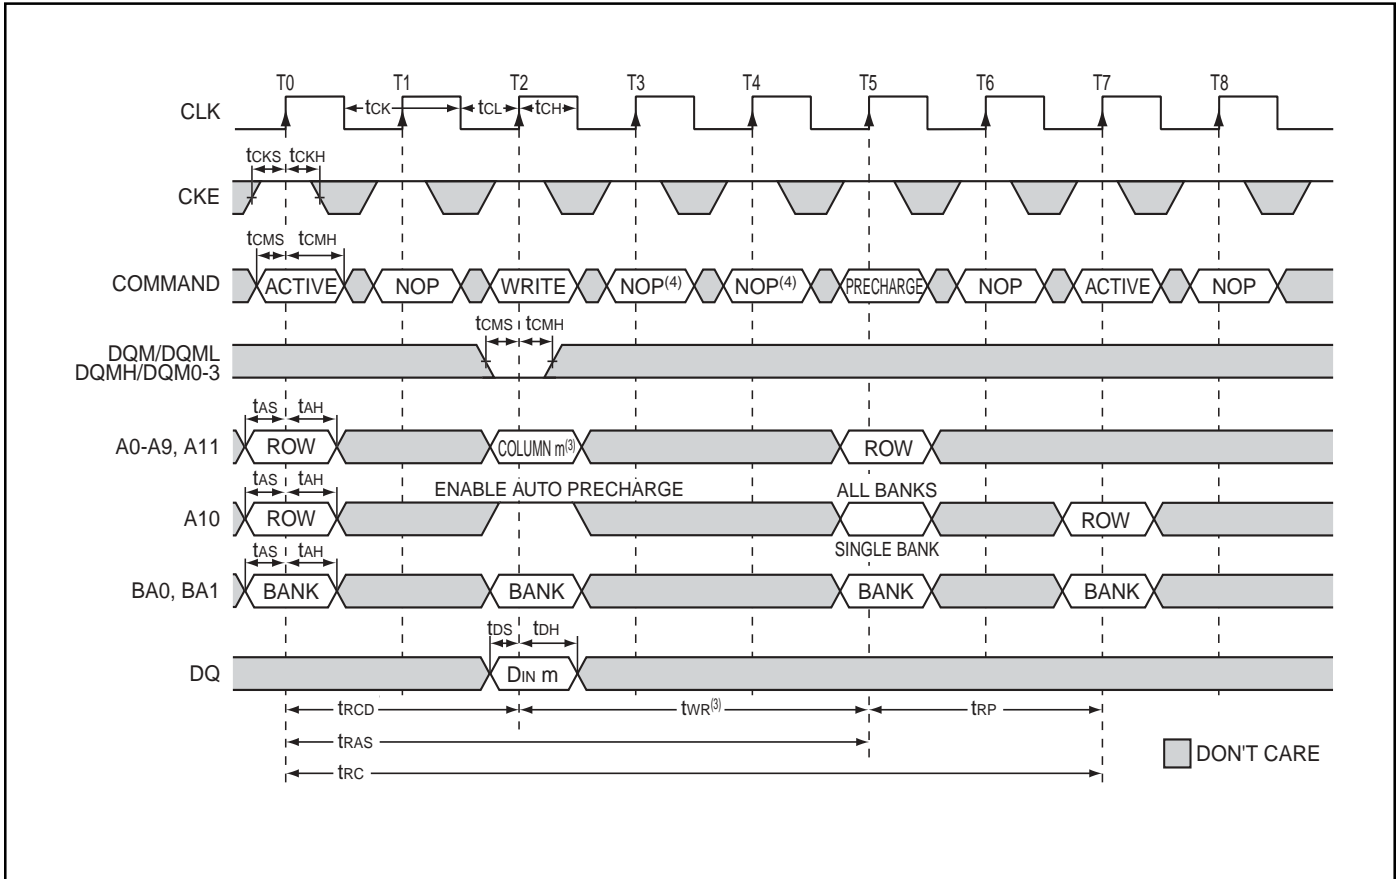 T0 T1 T2 T3 T4 T5 T6 T7 T8
CLK tCK tCL tCH
tCKS tCKH
CKE
tCMS tCMH
COMMAND ACTIVE NOP WRITE NOP(4) NOP(4) PRECHARGE NOP ACTIVE NOP
tCMS tCMH
DQM/DQML
DQMH/DQM0-3
tAS tAH
A0-A9, A11 ROW COLUMN m(3) ROW
tAS tAH ENABLE AUTO PRECHARGE ALL BANKS
A10 ROW ROW
tAS tAH SINGLE BANK
BA0, BA1 BANK BANK BANK BANK
tDS tDH
DQ DIN m
tRCD tWR(3) tRP
tRAS
DON'T CARE
tRC